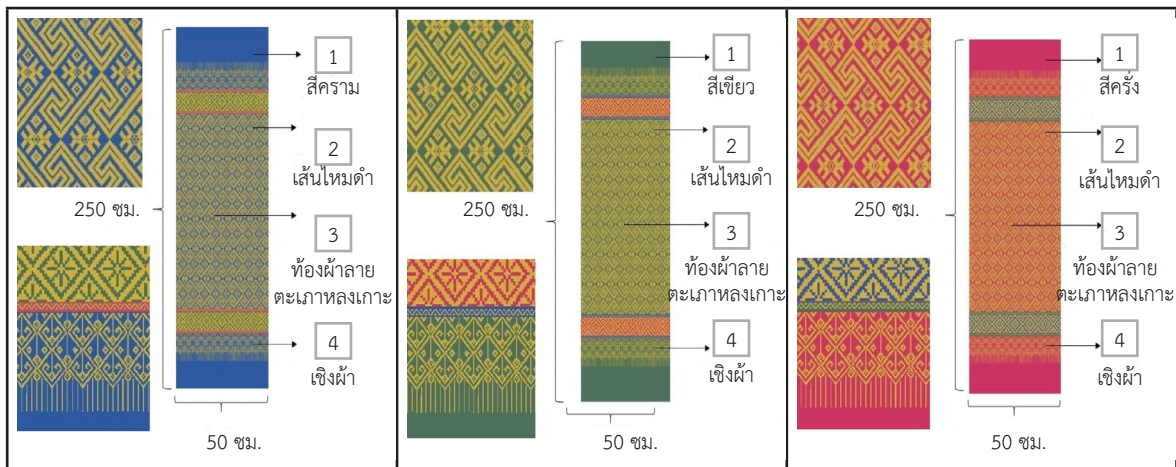 1
สีคราม
2
เส้นไหมดำ
250 ซม.
3
ท้องผ้าลาย
ตะเภาหลงเกาะ
4
เชิงผ้า
50 ซม.
1
สีเขียว
2
เส้นไหมดำ
250 ซม.
3
ท้องผ้าลาย
ตะเภาหลงเกาะ
4
เชิงผ้า
50 ซม.
1
สีครั่ง
2
เส้นไหมดำ
250 ซม.
3
ท้องผ้าลาย
ตะเภาหลงเกาะ
4
เชิงผ้า
50 ซม.